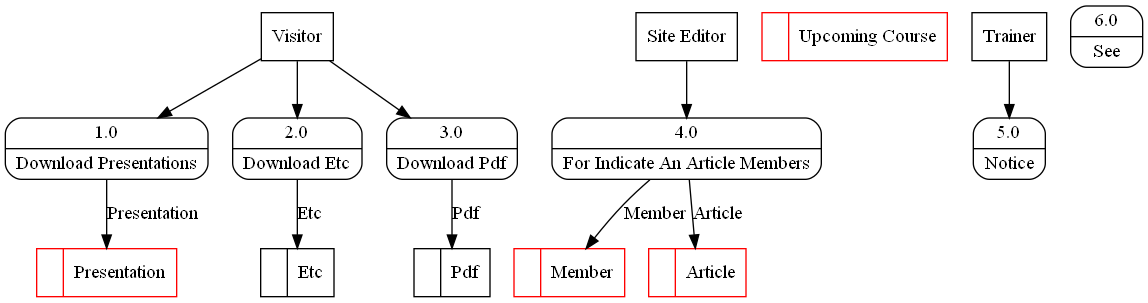 Visitor
Site Editor
Upcoming Course
Trainer
6.0
See
1.0
Download Presentations
2.0
Download Etc
3.0
Download Pdf
4.0
For Indicate An Article Members
5.0
Notice
Presentation
Etc
Pdf
Member
Article
Presentation
Etc
Pdf
Member
Article